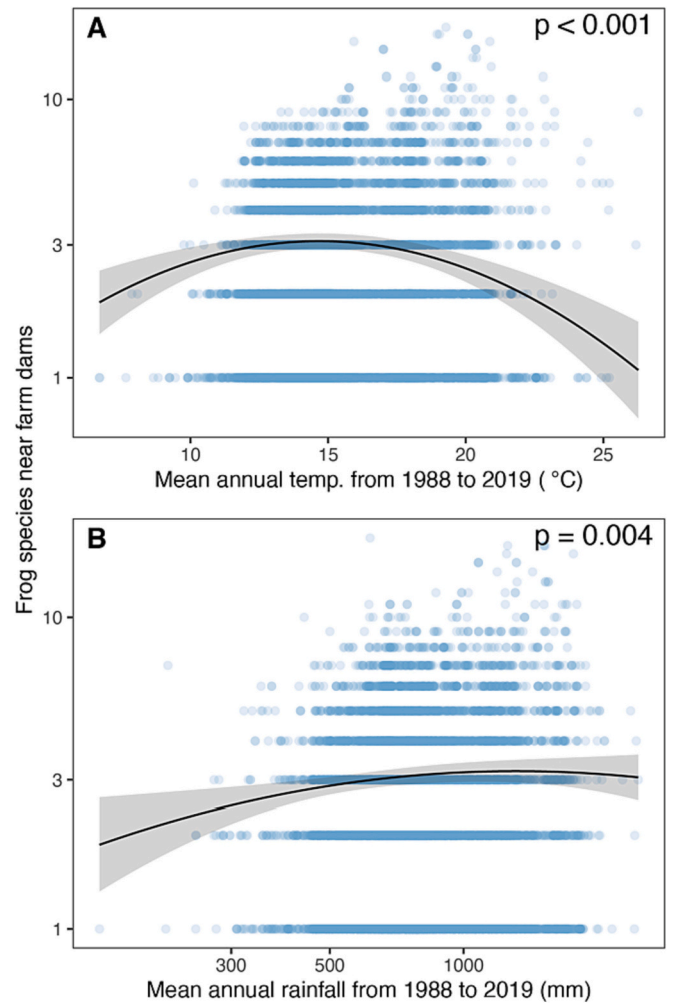 A
p < 0.001
10
3
1
10
15
20
25
Mean annual temp. from 1988 to 2019 ( °C)
Frog species near farm dams
B
p = 0.004
10
3
1
300
500
1000
Mean annual rainfall from 1988 to 2019 (mm)